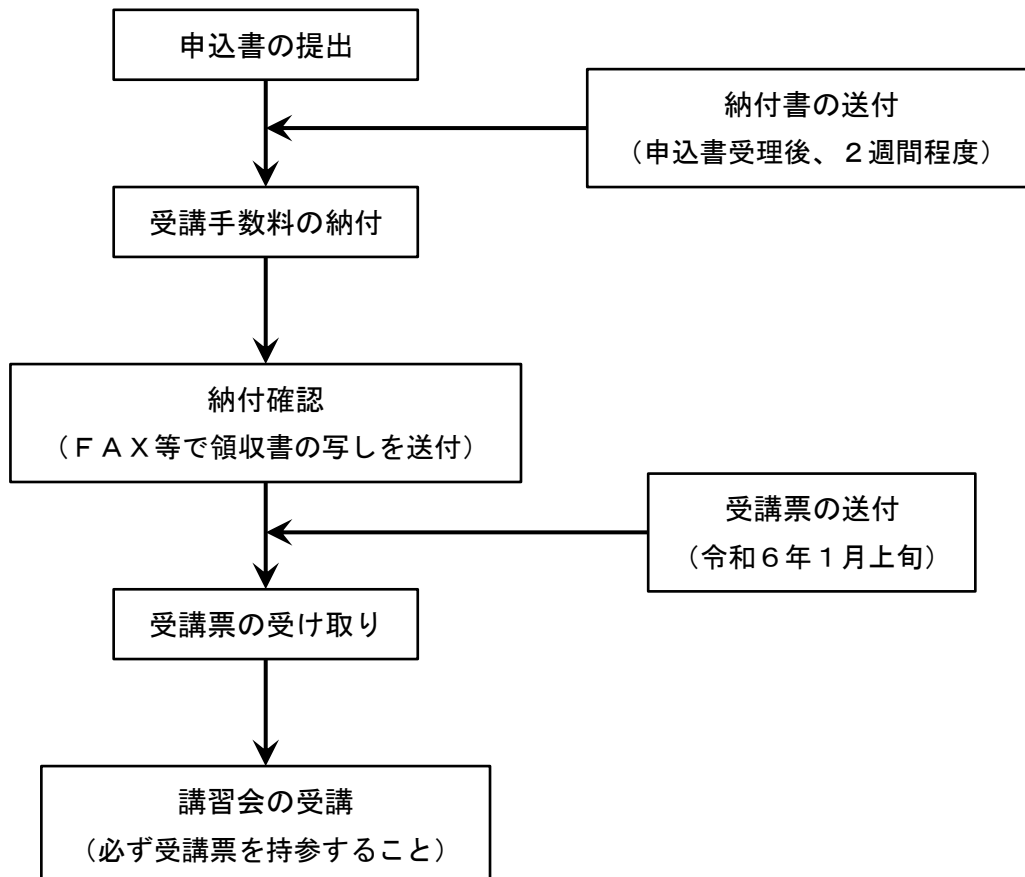 申込書の提出
納付書の送付
（申込書受理後、２週間程度）
受講手数料の納付
納付確認
（ＦＡＸ等で領収書の写しを送付）
受講票の送付
（令和６年１月上旬）
受講票の受け取り
講習会の受講
（必ず受講票を持参すること）